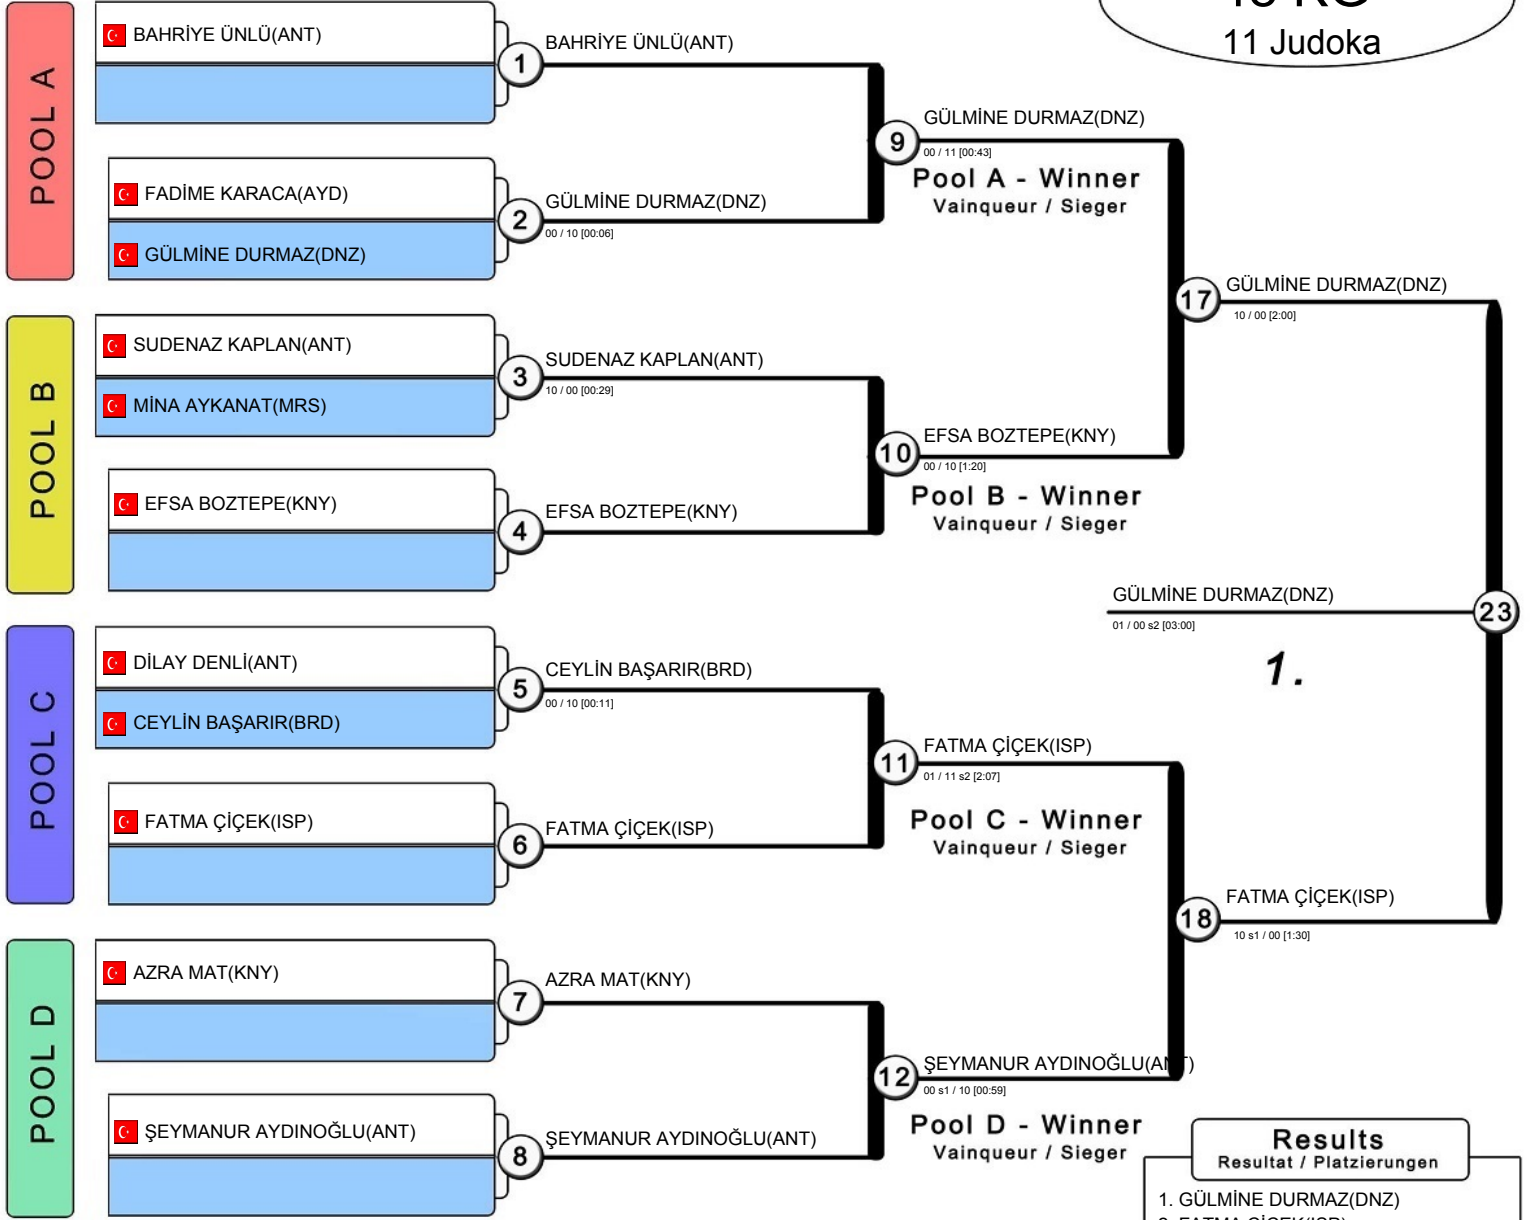 11 Judoka
POOL A
BAHRİYE ÜNLÜ(ANT)
1
BAHRİYE ÜNLÜ(ANT)
FADİME KARACA(AYD)
GÜLMİNE DURMAZ(DNZ)
2
GÜLMİNE DURMAZ(DNZ)
00 / 10 [00:06]
9
GÜLMİNE DURMAZ(DNZ)
00 / 11 [00:43]
Pool A - Winner
Vainqueur / Sieger
POOL B
SUDENAZ KAPLAN(ANT)
MİNA AYKANAT(MRS)
3
SUDENAZ KAPLAN(ANT)
10 / 00 [00:29]
EFSA BOZTEPE(KNY)
4
EFSA BOZTEPE(KNY)
10
EFSA BOZTEPE(KNY)
00 / 10 [1:20]
Pool B - Winner
Vainqueur / Sieger
17
GÜLMİNE DURMAZ(DNZ)
10 / 00 [2:00]
GÜLMİNE DURMAZ(DNZ)
23
01 / 00 s2 [03:00]
1.
POOL C
DİLAY DENLİ(ANT)
CEYLİN BAŞARIR(BRD)
5
CEYLİN BAŞARIR(BRD)
00 / 10 [00:11]
FATMA ÇİÇEK(ISP)
6
FATMA ÇİÇEK(ISP)
11
FATMA ÇİÇEK(ISP)
01 / 11 s2 [2:07]
Pool C - Winner
Vainqueur / Sieger
18
FATMA ÇİÇEK(ISP)
10 s1 / 00 [1:30]
POOL D
AZRA MAT(KNY)
7
AZRA MAT(KNY)
ŞEYMANUR AYDINOĞLU(ANT)
8
ŞEYMANUR AYDINOĞLU(ANT)
12
ŞEYMANUR AYDINOĞLU(ANT)
00 s1 / 10 [00:59]
Pool D - Winner
Vainqueur / Sieger
Results
Resultat / Platzierungen
1. GÜLMİNE DURMAZ(DNZ)
2. FATMA ÇİÇEK(ISP)